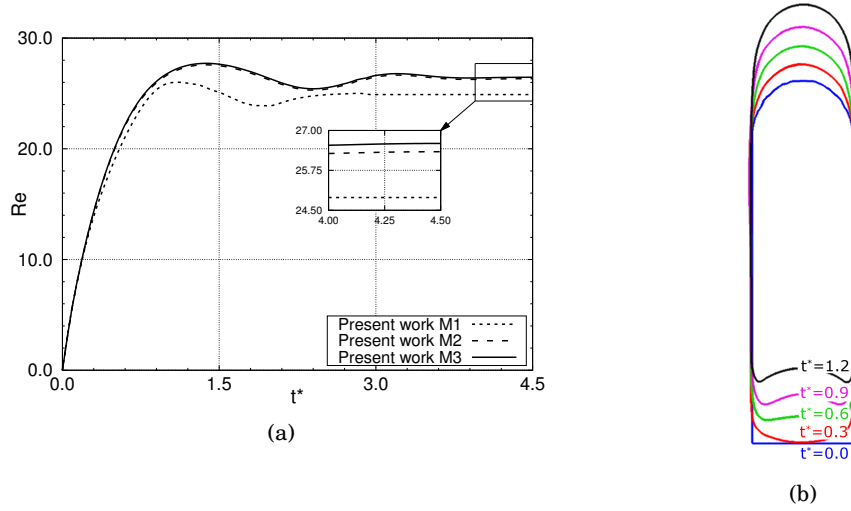 30.0
20.0
10.0
0.0
Re
0.0
1.5
3.0
4.5
t*
27.00
25.75
24.50
4.00
4.25
4.50
Present work M1
Present work M2
Present work M3
(a)
t*=1.2
t*=0.9
t*=0.6
t*=0.3
t*=0.0
(b)